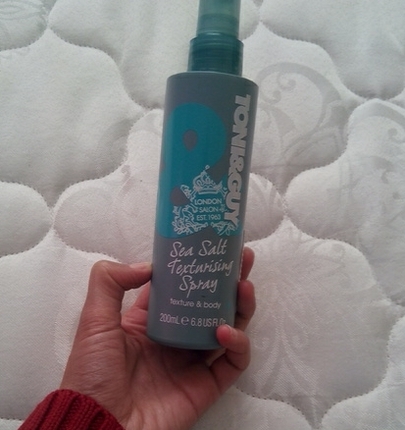 TONI&GUY
LONDON
SALON
EST. 1963
Sea Salt
Texturising
Spray
texture & body
200mL e 6.8 US.Fl.Oz